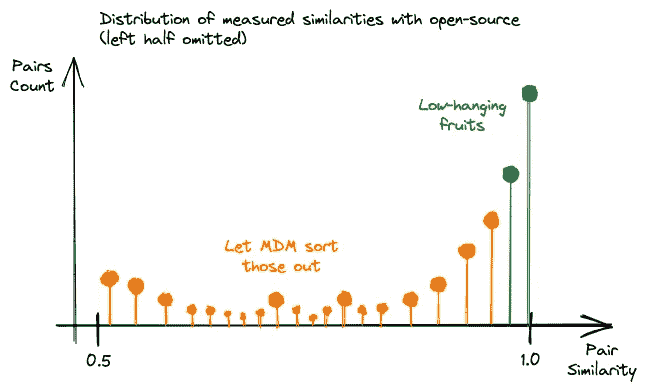 Distribution of measured similarities with open-source
(left half omitted)
Pairs
Count
Low-hanging
fruits
Let MDM sort
those out
0.5
1.0
Pair
Similarity